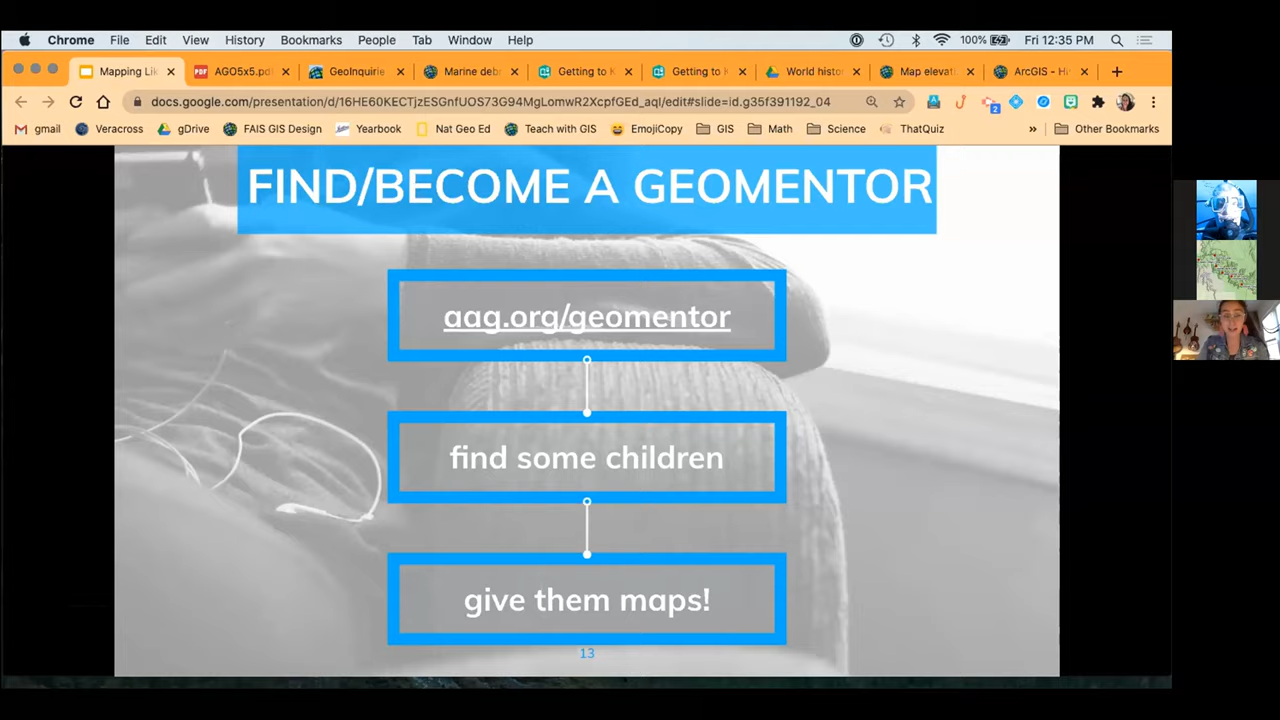 Chrome File Edit View History Bookmarks People Tab Window Help 100% Fri 12:35 PM
Mapping Lik AGO5x5.pdf GeoInquirie Marine deb Getting to K Getting to World histor Map elevati ArcGIS - H
docs.google.com/presentation/d/16HE60KECTjzESGnfUOS73G94MgLomwR2XcpfGEd_aqI/edit#slide=id.g35f391192_04
gmail Veracross gDrive FAIS GIS Design Yearbook Nat Geo Ed Teach with GIS EmojiCopy GIS Math Science ThatQuiz » Other Bookmarks
FIND/BECOME A GEOMENTOR
aag.org/geomentor
find some children
give them maps!
13